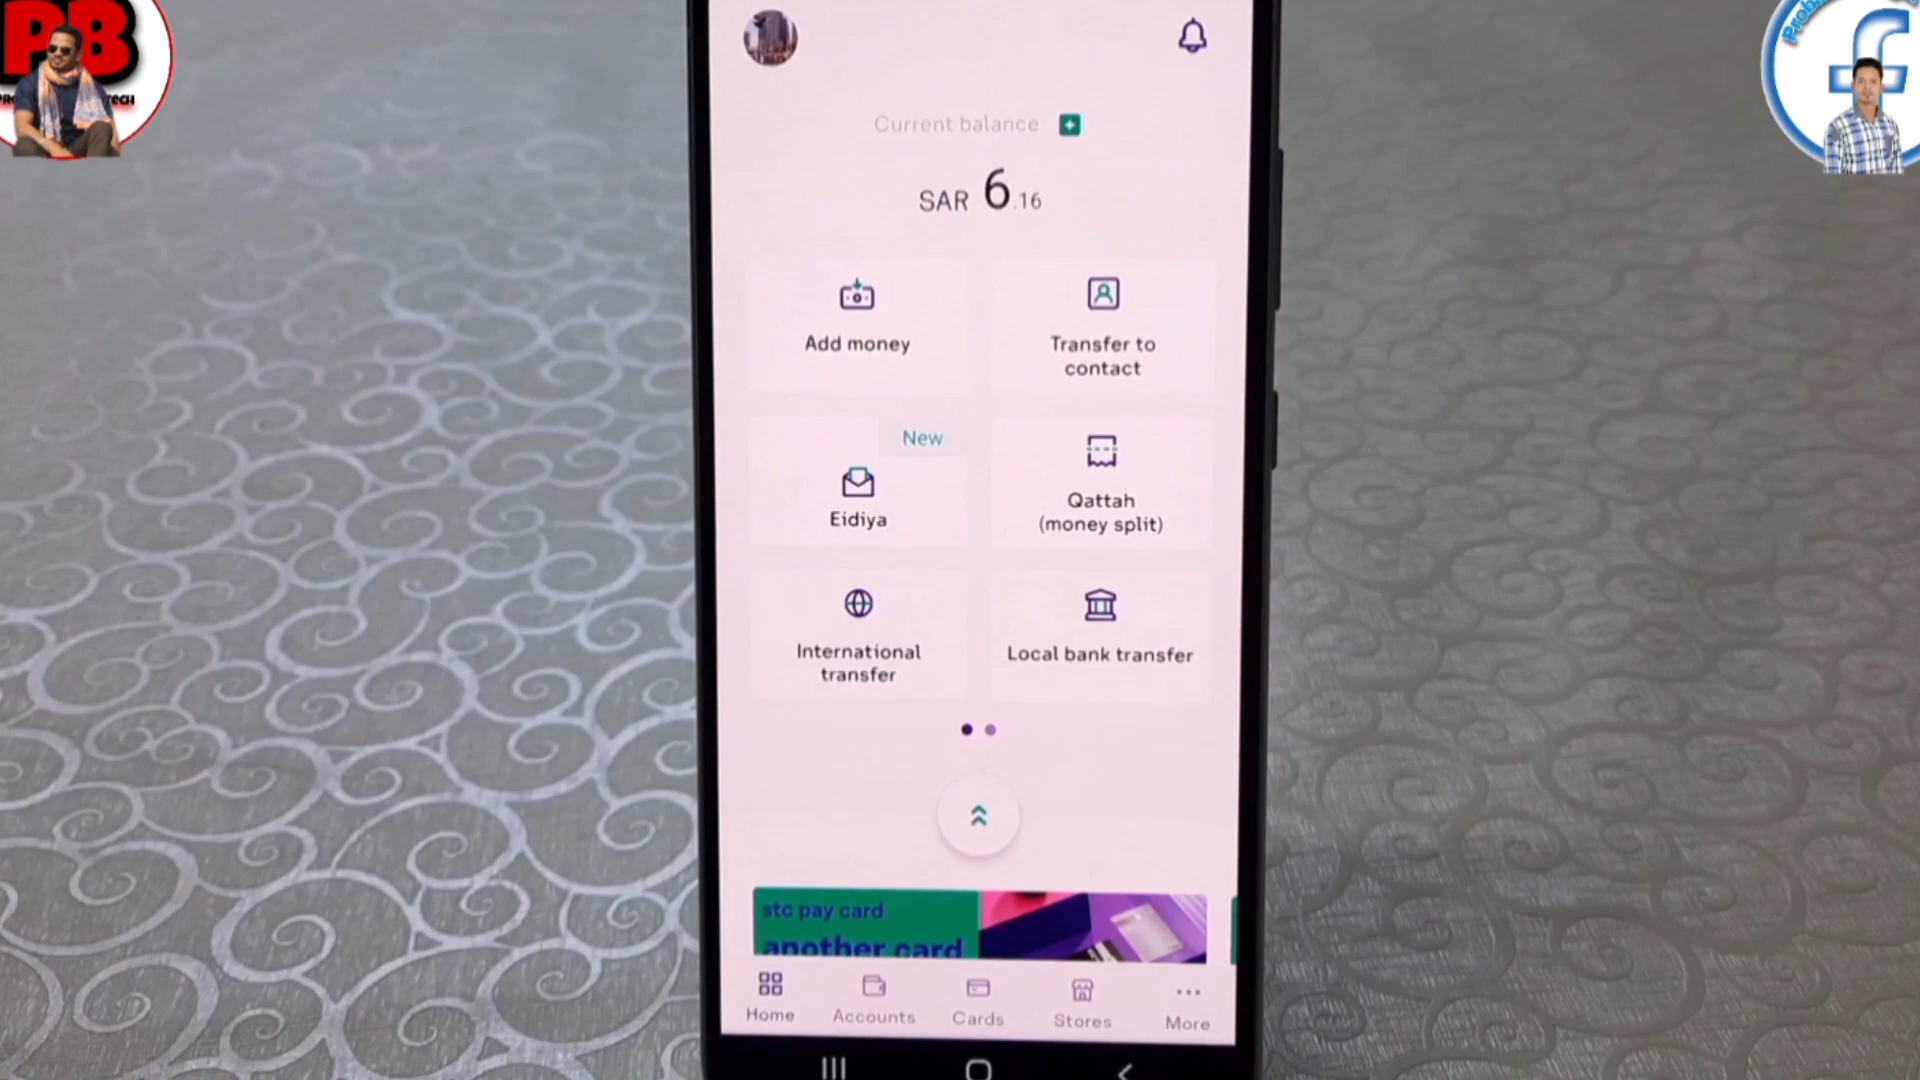 PB
TECH
Current balance
SAR 6.16
Add money
Transfer to
contact
New
Eidiya
Qattah
(money split)
International
transfer
Local bank transfer
stc pay card
another card
Home
Accounts
Cards
Stores
More